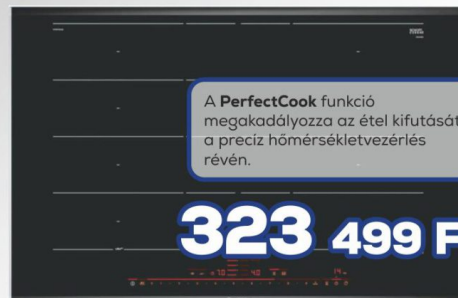 A PerfectCook funkció
megakadályozza az étel kifutását
a precíz hőmérsékletvezérlés
révén.
323 499 F